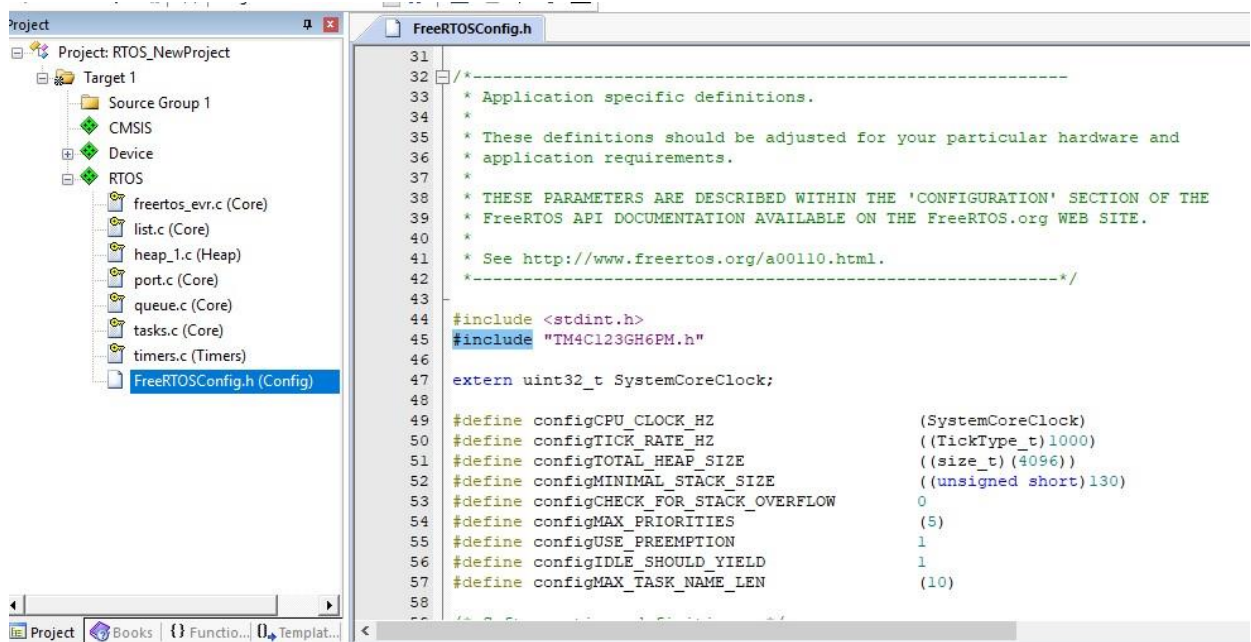 Project
Project: RTOS_NewProject
Target 1
Source Group 1
CMSIS
Device
RTOS
freertos_evr.c (Core)
list.c (Core)
heap_1.c (Heap)
port.c (Core)
queue.c (Core)
tasks.c (Core)
timers.c (Timers)
FreeRTOSConfig.h (Config)
Project Books Functio... Templat...
FreeRTOSConfig.h
31
32 /*-----------------------------------------------------------
33 * Application specific definitions.
34 *
35 * These definitions should be adjusted for your particular hardware and
36 * application requirements.
37 *
38 * THESE PARAMETERS ARE DESCRIBED WITHIN THE 'CONFIGURATION' SECTION OF THE
39 * FreeRTOS API DOCUMENTATION AVAILABLE ON THE FreeRTOS.org WEB SITE.
40 *
41 * See http://www.freertos.org/a00110.html.
42 *----------------------------------------------------------*/
43
44 #include <stdint.h>
45 #include "TM4C123GH6PM.h"
46
47 extern uint32_t SystemCoreClock;
48
49 #define configCPU_CLOCK_HZ (SystemCoreClock)
50 #define configTICK_RATE_HZ ((TickType_t)1000)
51 #define configTOTAL_HEAP_SIZE ((size_t)(4096))
52 #define configMINIMAL_STACK_SIZE ((unsigned short)130)
53 #define configCHECK_FOR_STACK_OVERFLOW 0
54 #define configMAX_PRIORITIES (5)
55 #define configUSE_PREEMPTION 1
56 #define configIDLE_SHOULD_YIELD 1
57 #define configMAX_TASK_NAME_LEN (10)
58